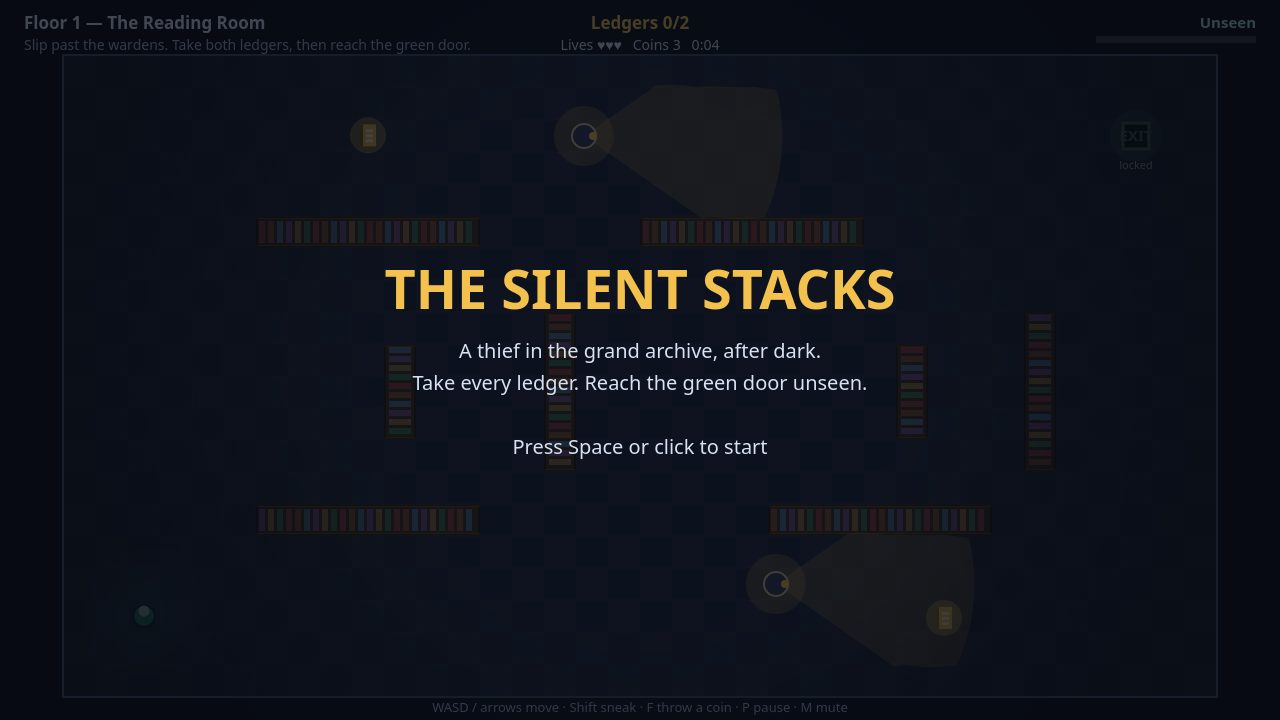 Floor 1 — The Reading Room
Ledgers 0/2
Unseen
Slip past the wardens. Take both ledgers, then reach the green door.
Lives ♥♥♥ Coins 3 0:04
EXIT
locked
THE SILENT STACKS
A thief in the grand archive, after dark.
Take every ledger. Reach the green door unseen.
Press Space or click to start
WASD / arrows move · Shift sneak · F throw a coin · P pause · M mute